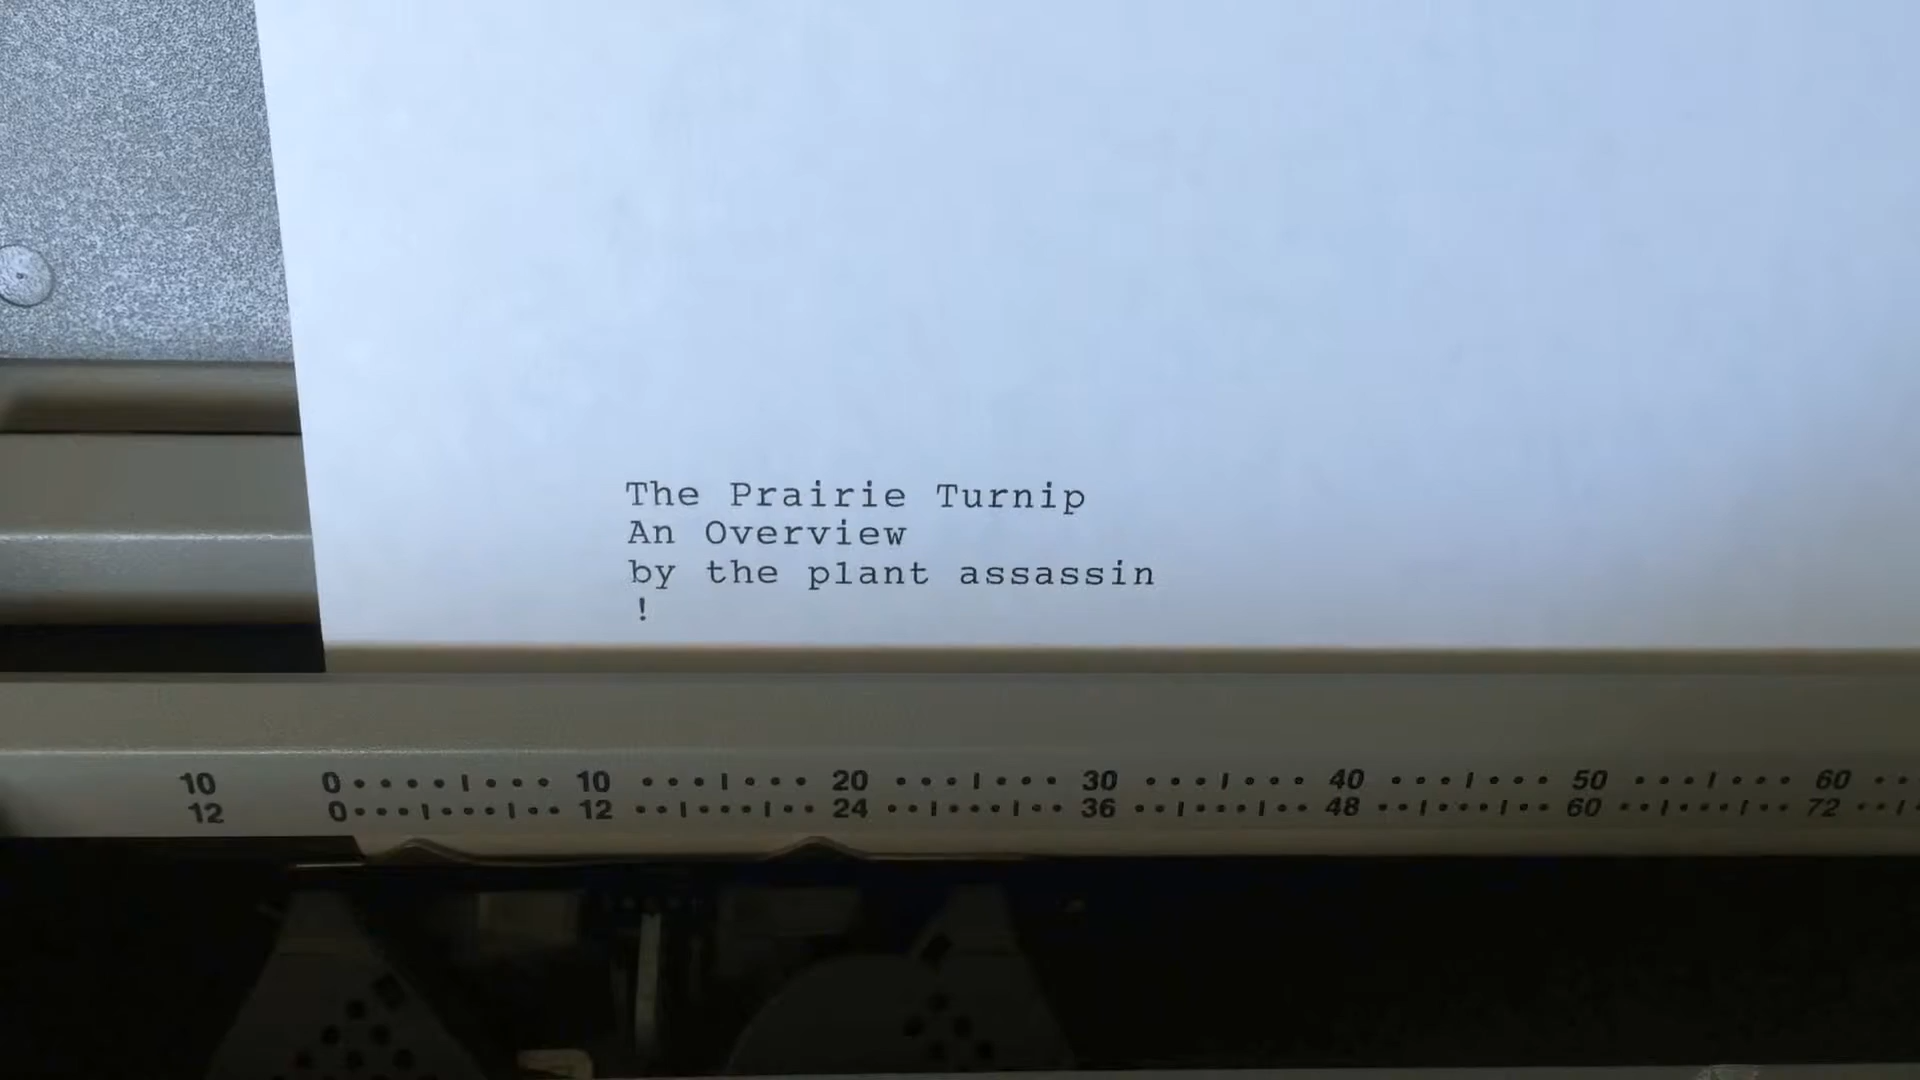 The Prairie Turnip
An Overview
by the plant assassin
!
10 0 10 20 30 40 50 60
12 0 12 24 36 48 60 72